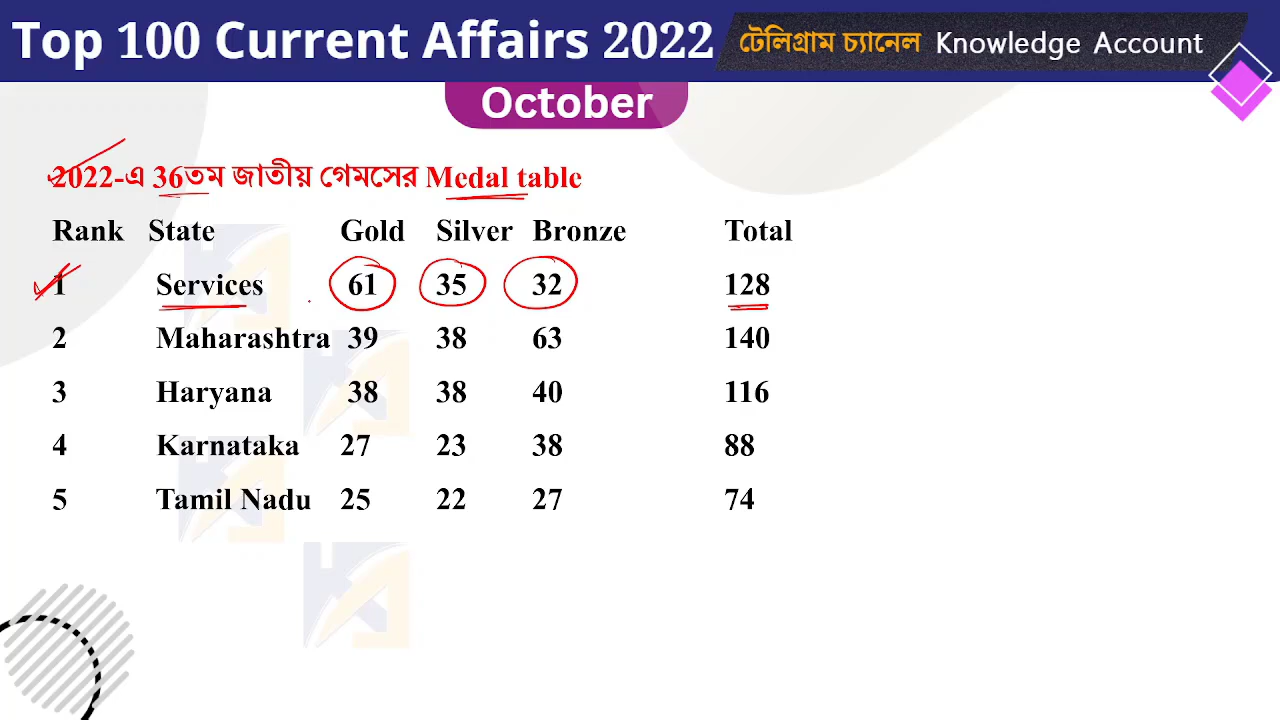 Top 100 Current Affairs 2022 টেলিগ্রাম চ্যানেল Knowledge Account
October
2022-এ 36তম জাতীয় গেমসের Medal table
Rank State Gold Silver Bronze Total
1 Services 61 35 32 128
2 Maharashtra 39 38 63 140
3 Haryana 38 38 40 116
4 Karnataka 27 23 38 88
5 Tamil Nadu 25 22 27 74